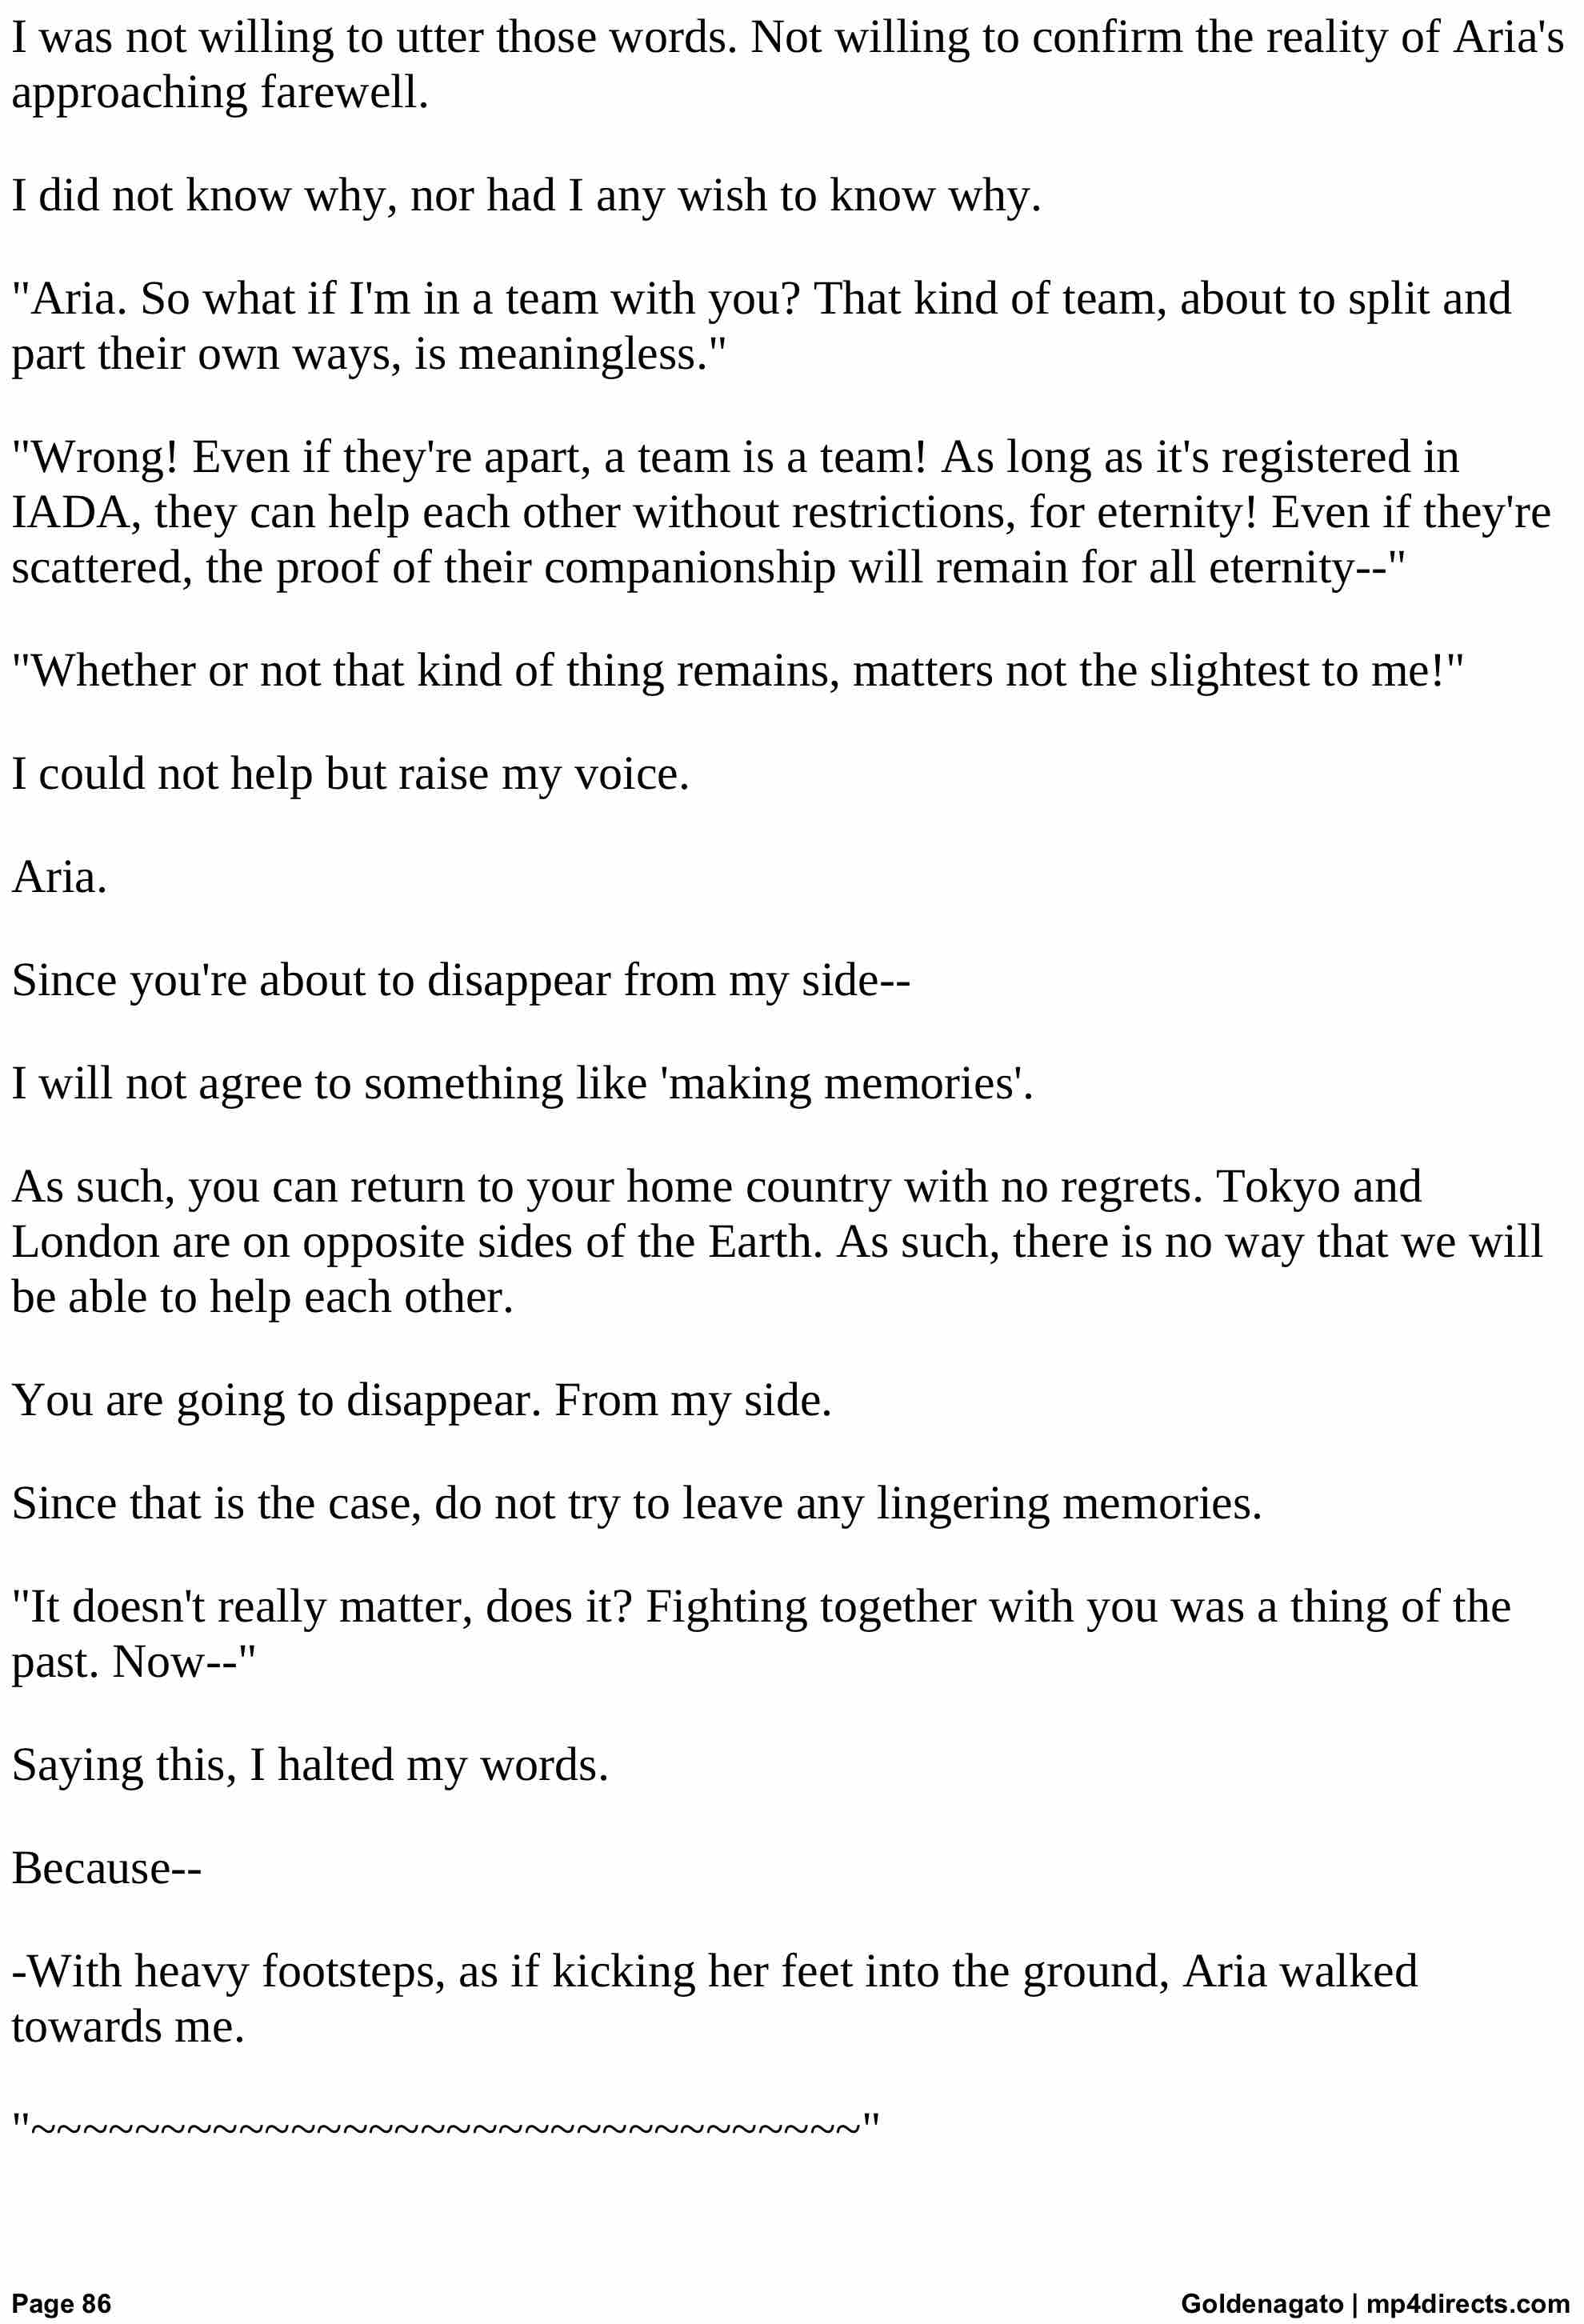 I was not willing to utter those words. Not willing to confirm the reality of Aria's
approaching farewell.
I did not know why, nor had I any wish to know why.
"Aria. So what if I'm in a team with you? That kind of team, about to split and
part their own ways, is meaningless."
"Wrong! Even if they're apart, a team is a team! As long as it's registered in
IADA, they can help each other without restrictions, for eternity! Even if they're
scattered, the proof of their companionship will remain for all eternity--"
"Whether or not that kind of thing remains, matters not the slightest to me!"
I could not help but raise my voice.
Aria.
Since you're about to disappear from my side--
I will not agree to something like 'making memories'.
As such, you can return to your home country with no regrets. Tokyo and
London are on opposite sides of the Earth. As such, there is no way that we will
be able to help each other.
You are going to disappear. From my side.
Since that is the case, do not try to leave any lingering memories.
"It doesn't really matter, does it? Fighting together with you was a thing of the
past. Now--"
Saying this, I halted my words.
Because--
-With heavy footsteps, as if kicking her feet into the ground, Aria walked
towards me.
"~~~~~~~~~~~~~~~~~~~~~~~~~~~~~~~~"
Page 86
Goldenagato | mp4directs.com